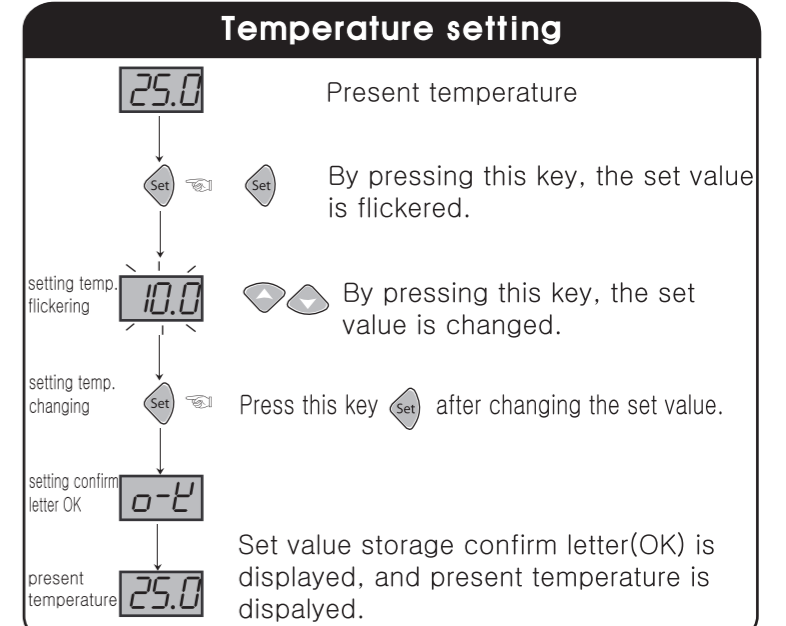 Temperature setting
25.0
Present temperature
Set
Set
By pressing this key, the set value
is flickered.
setting temp.
flickering
10.0
By pressing this key, the set
value is changed.
setting temp.
changing
Set
Press this key Set after changing the set value.
setting confirm
letter OK
o-k
Set value storage confirm letter(OK) is
displayed, and present temperature is
dispalyed.
present
temperature
25.0